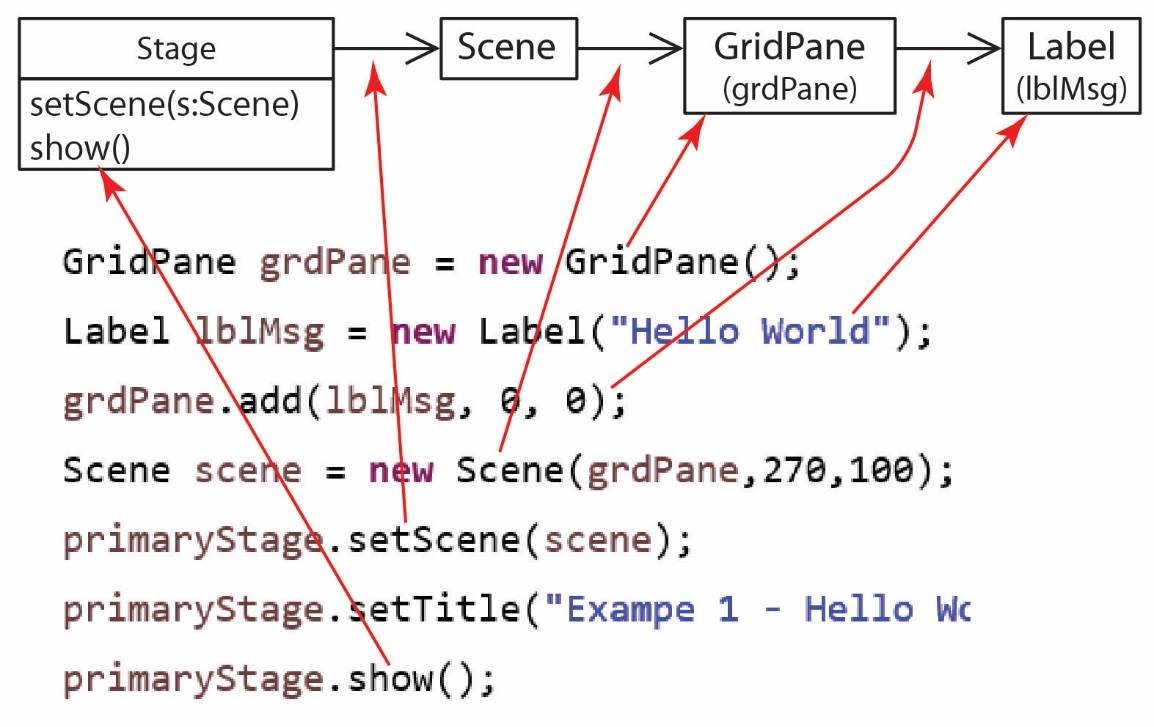 Stage
setScene(s:Scene)
show()
Scene
GridPane
(grdPane)
Label
(lblMsg)
GridPane grdPane = new GridPane();
Label lblMsg = new Label("Hello World");
grdPane.add(lblMsg, 0, 0);
Scene scene = new Scene(grdPane,270,100);
primaryStage.setScene(scene);
primaryStage.setTitle("Exampe 1 - Hello Wo
primaryStage.show();